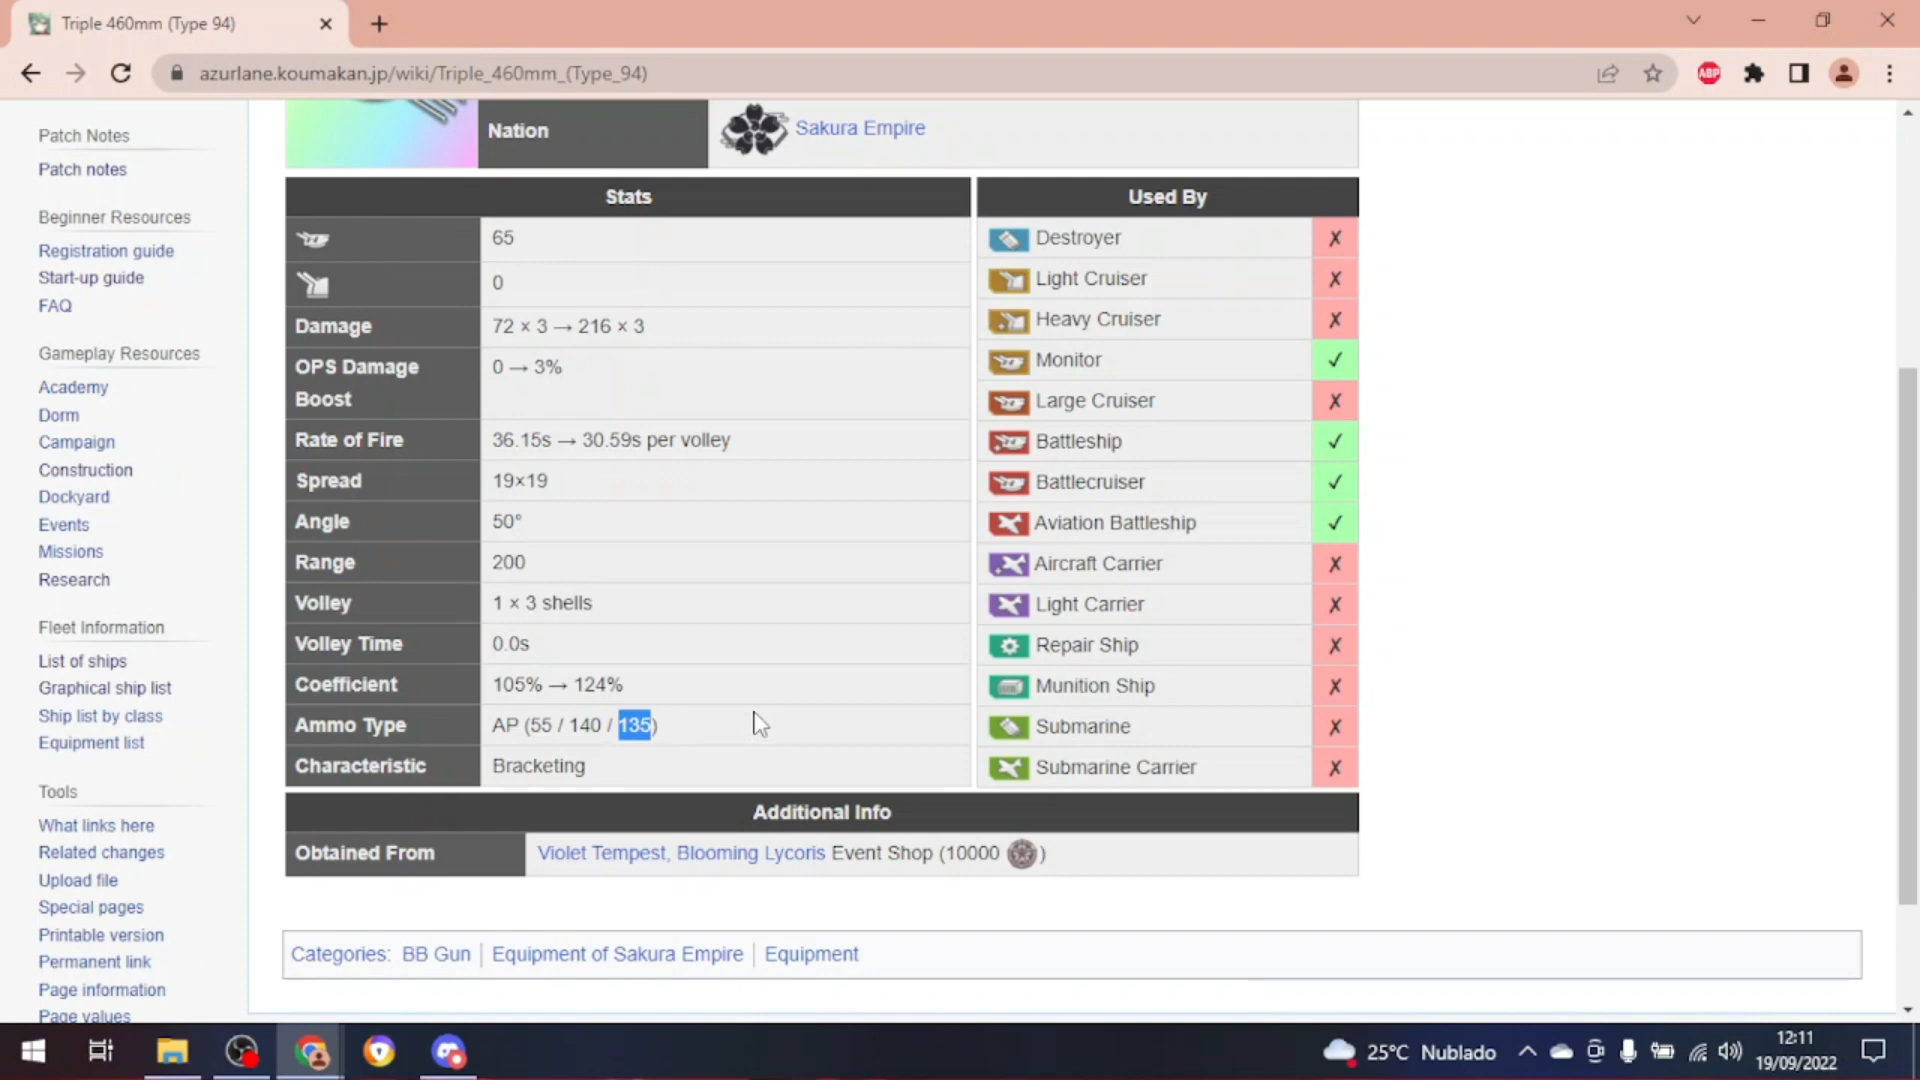 Triple 460mm (Type 94)
azurlane.koumakan.jp/wiki/Triple_460mm_(Type_94)
ABP
Patch Notes
Patch notes
Beginner Resources
Registration guide
Start-up guide
FAQ
Gameplay Resources
Academy
Dorm
Campaign
Construction
Dockyard
Events
Missions
Research
Fleet Information
List of ships
Graphical ship list
Ship list by class
Equipment list
Tools
What links here
Related changes
Upload file
Special pages
Printable version
Permanent link
Page information
Page values
Nation Sakura Empire
Stats
65
0
Damage 72 × 3 → 216 × 3
OPS Damage Boost 0 → 3%
Rate of Fire 36.15s → 30.59s per volley
Spread 19×19
Angle 50°
Range 200
Volley 1 × 3 shells
Volley Time 0.0s
Coefficient 105% → 124%
Ammo Type AP (55 / 140 / 135)
Characteristic Bracketing
Used By
Destroyer ✗
Light Cruiser ✗
Heavy Cruiser ✗
Monitor ✓
Large Cruiser ✗
Battleship ✓
Battlecruiser ✓
Aviation Battleship ✓
Aircraft Carrier ✗
Light Carrier ✗
Repair Ship ✗
Munition Ship ✗
Submarine ✗
Submarine Carrier ✗
Additional Info
Obtained From Violet Tempest, Blooming Lycoris Event Shop (10000 )
Categories: BB Gun | Equipment of Sakura Empire | Equipment
25°C Nublado
12:11
19/09/2022